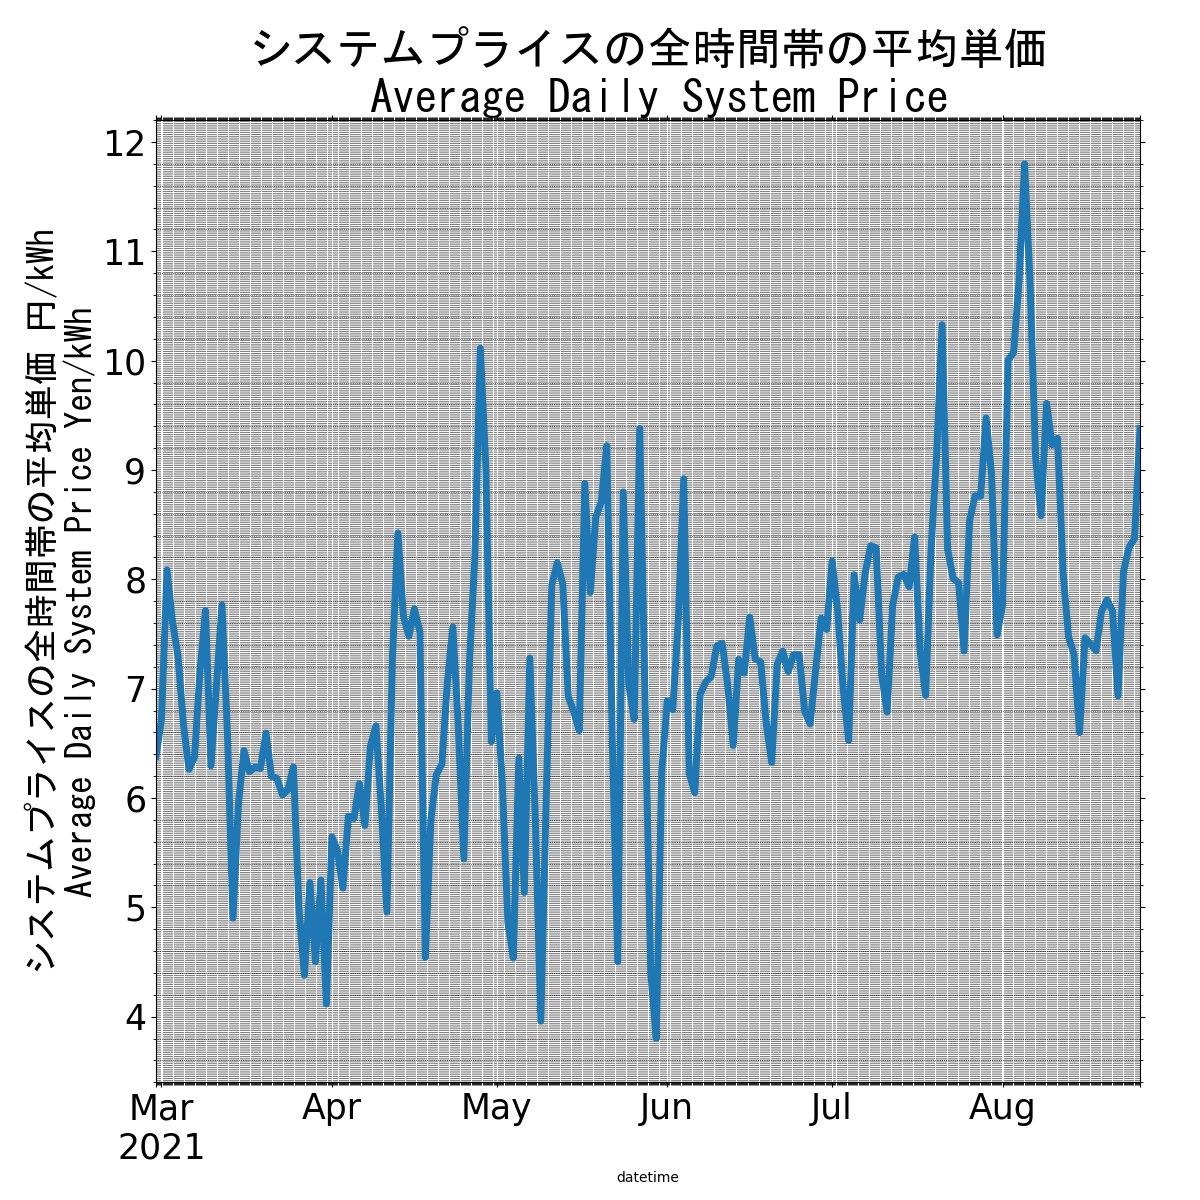 システムプライスの全時間帯の平均単価
Average Daily System Price
システムプライスの全時間帯の平均単価 円/kWh
Average Daily System Price Yen/kWh
12
11
10
9
8
7
6
5
4
Mar
2021
Apr
May
Jun
Jul
Aug
datetime